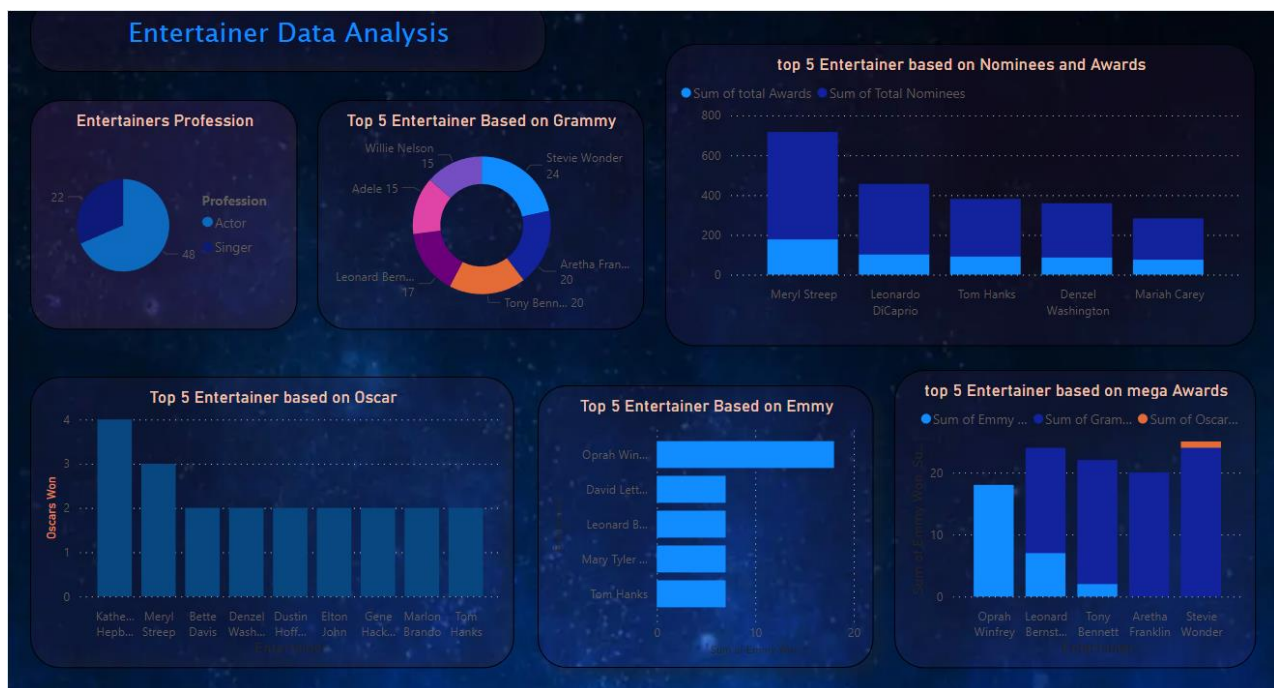 Entertainer Data Analysis
Entertainers Profession
22
48
Profession
Actor
Singer
Top 5 Entertainer Based on Grammy
Willie Nelson
15
Stevie Wonder
24
Adele 15
Aretha Fran...
20
Leonard Bern...
17
Tony Benn... 20
top 5 Entertainer based on Nominees and Awards
Sum of total Awards Sum of Total Nominees
800
600
400
200
0
Meryl Streep
Leonardo
DiCaprio
Tom Hanks
Denzel
Washington
Mariah Carey
Top 5 Entertainer based on Oscar
Oscars Won
4
3
2
1
0
Kathe...
Hepb...
Meryl
Streep
Bette
Davis
Denzel
Wash...
Dustin
Hoff...
Elton
John
Gene
Hack...
Marlon
Brando
Tom
Hanks
Top 5 Entertainer Based on Emmy
Oprah Win...
David Lett...
Leonard B...
Mary Tyler ...
Tom Hanks
0 10 20
top 5 Entertainer based on mega Awards
Sum of Emmy ... Sum of Gram... Sum of Oscar...
Sum of Emmy Won, Su...
20
10
0
Oprah
Winfrey
Leonard
Bernst...
Tony
Bennett
Aretha
Franklin
Stevie
Wonder